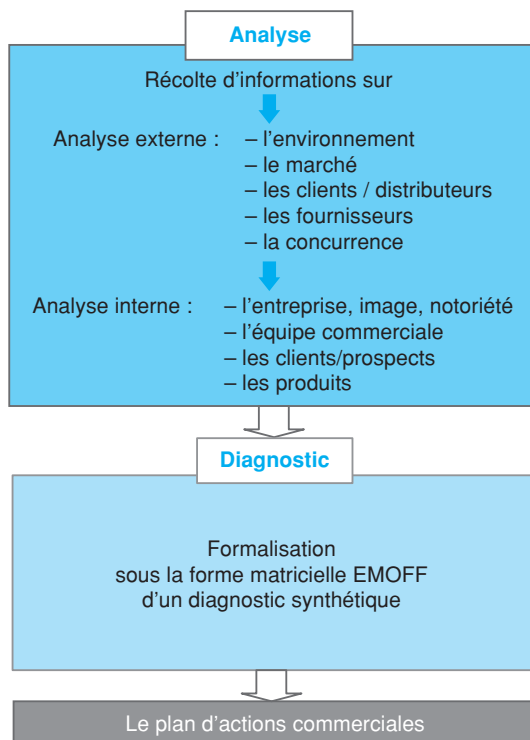 Analyse
Récolte d'informations sur
Analyse externe : – l'environnement
– le marché
– les clients / distributeurs
– les fournisseurs
– la concurrence
Analyse interne : – l'entreprise, image, notoriété
– l'équipe commerciale
– les clients/prospects
– les produits
Diagnostic
Formalisation
sous la forme matricielle EMOFF
d'un diagnostic synthétique
Le plan d'actions commerciales